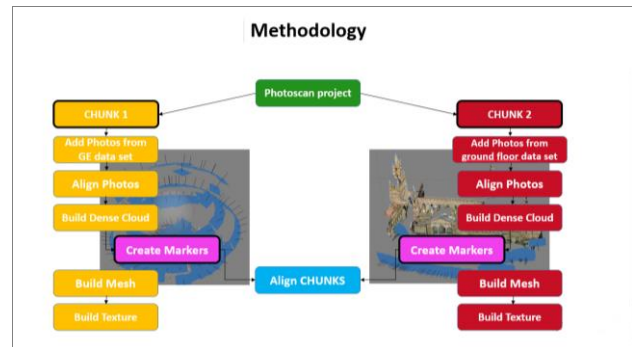 Methodology
Photoscan project
CHUNK 1
CHUNK 2
Add Photos from
GE data set
Add Photos from
ground floor data set
Align Photos
Align Photos
Build Dense Cloud
Build Dense Cloud
Create Markers
Create Markers
Align CHUNKS
Build Mesh
Build Mesh
Build Texture
Build Texture